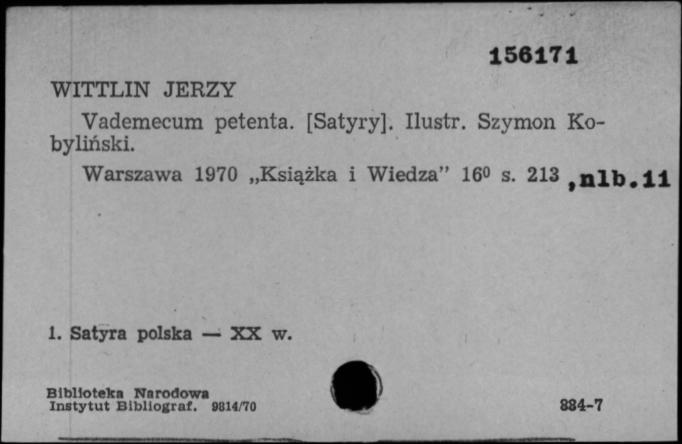 156171
WITTLIN JERZY
Vademecum petenta. [Satyry]. Ilustr. Szymon Ko-
byliński.
Warszawa 1970 „Książka i Wiedza” 16⁰ s. 213 ,nlb.11
1. Satyra polska — XX w.
Biblioteka Narodowa
Instytut Bibliograf. 9814/70
884-7